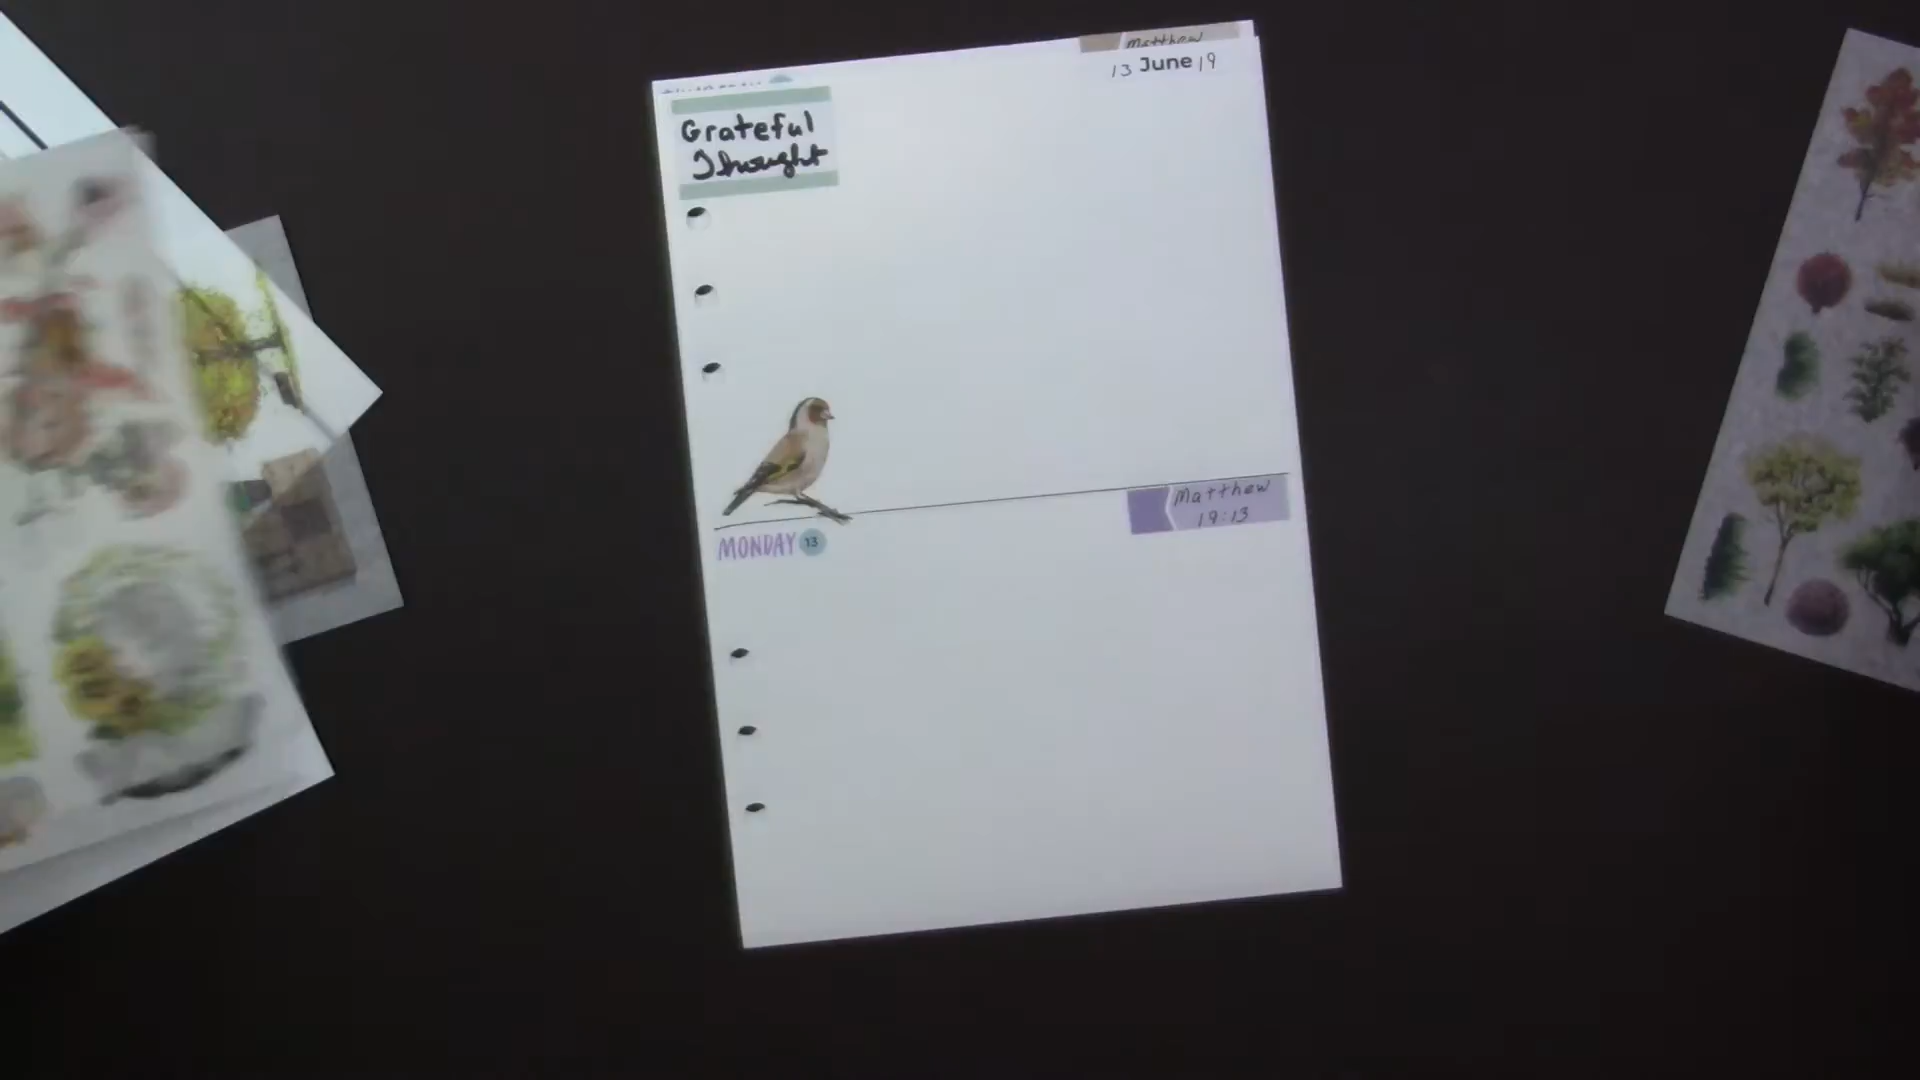 Matthew
13 June 19
Grateful
Thought
Matthew
19:13
MONDAY 13